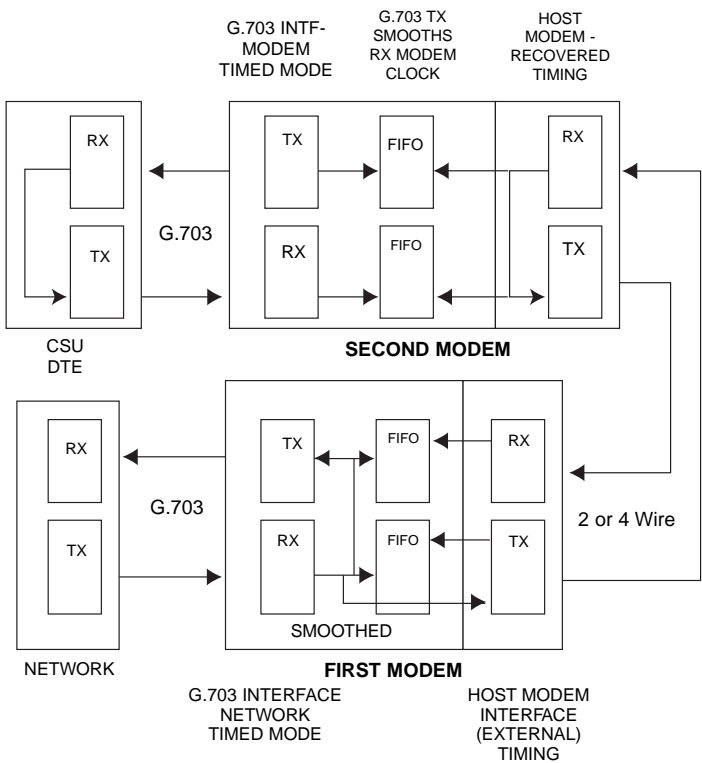 G.703 INTF-
MODEM
TIMED MODE
G.703 TX
SMOOTHS
RX MODEM
CLOCK
HOST
MODEM -
RECOVERED
TIMING
RX
TX
FIFO
RX
G.703
TX
RX
FIFO
TX
CSU
DTE
SECOND MODEM
RX
TX
FIFO
RX
G.703
2 or 4 Wire
TX
RX
FIFO
TX
SMOOTHED
NETWORK
FIRST MODEM
G.703 INTERFACE
NETWORK
TIMED MODE
HOST MODEM
INTERFACE
(EXTERNAL)
TIMING